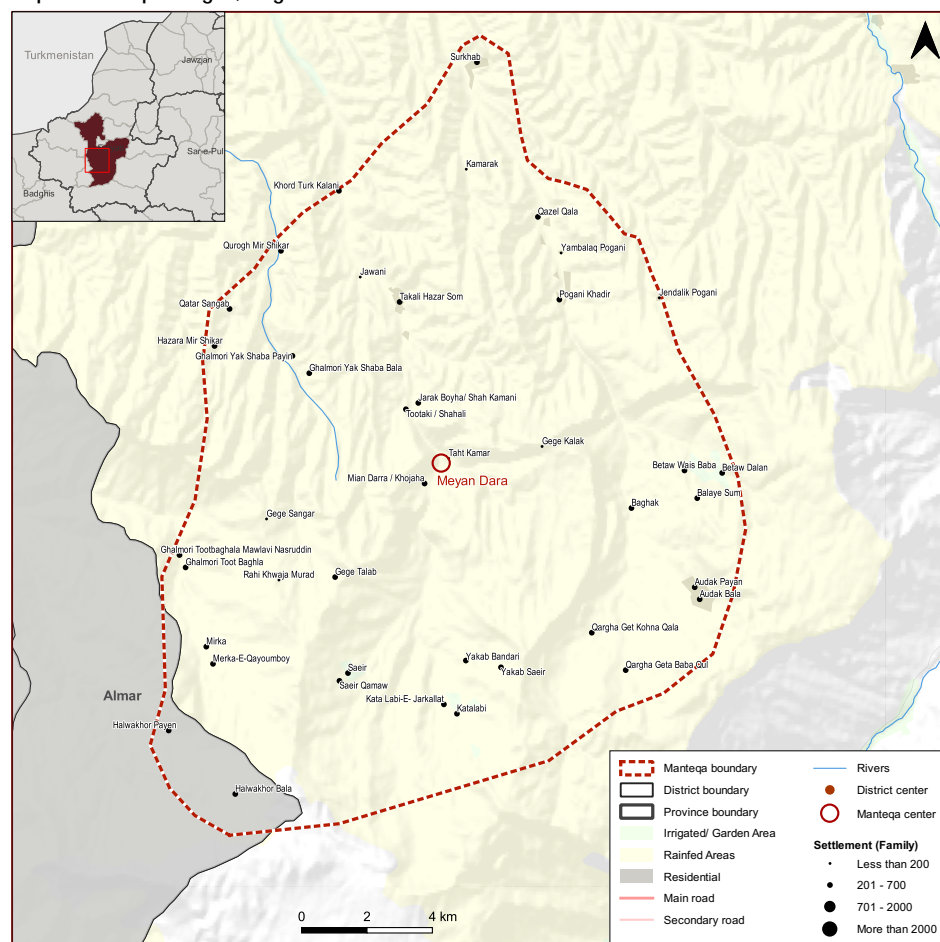 Turkmenistan
Jawzjan
Sar-e-Pul
Badghis
Surkhab
Kamarak
Khord Turk Kalani
Qazel Qala
Qurogh Mir Shikar
Yambalaq Pogani
Jawani
Takali Hazar Som
Pogani Khadir
Jendalik Pogani
Qatar Sangab
Hazara Mir Shikar
Ghalmori Yak Shaba Payin
Ghalmori Yak Shaba Bala
Jarak Boyha/ Shah Kamani
Tootaki / Shahali
Gege Kalak
Taht Kamar
Mian Darra / Khojaha
Meyan Dara
Betaw Wais Baba
Betaw Dalan
Balaye Sum
Baghak
Gege Sangar
Ghalmori Tootbaghala Mawlavi Nasruddin
Ghalmori Toot Baghla
Rahi Khwaja Murad
Gege Talab
Audak Payan
Audak Bala
Qargha Get Kohna Qala
Mirka
Merka-E-Qayoumboy
Yakab Bandari
Yakab Saeir
Qargha Geta Baba Qul
Saeir
Saeir Qamaw
Kata Labi-E- Jarkallat
Katalabi
Almar
Halwakhor Payen
Halwakhor Bala
0 2 4 km
Manteqa boundary
District boundary
Province boundary
Irrigated/ Garden Area
Rainfed Areas
Residential
Main road
Secondary road
Rivers
District center
Manteqa center
Settlement (Family)
Less than 200
201 - 700
701 - 2000
More than 2000